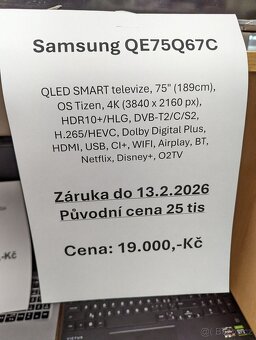 Samsung QE75Q67C
QLED SMART televize, 75" (189cm),
OS Tizen, 4K (3840 x 2160 px),
HDR10+/HLG, DVB-T2/C/S2,
H.265/HEVC, Dolby Digital Plus,
HDMI, USB, CI+, WIFI, Airplay, BT,
Netflix, Disney+, O2TV
Záruka do 13.2.2026
Původní cena 25 tis
Cena: 19.000,-Kč
,-Kč